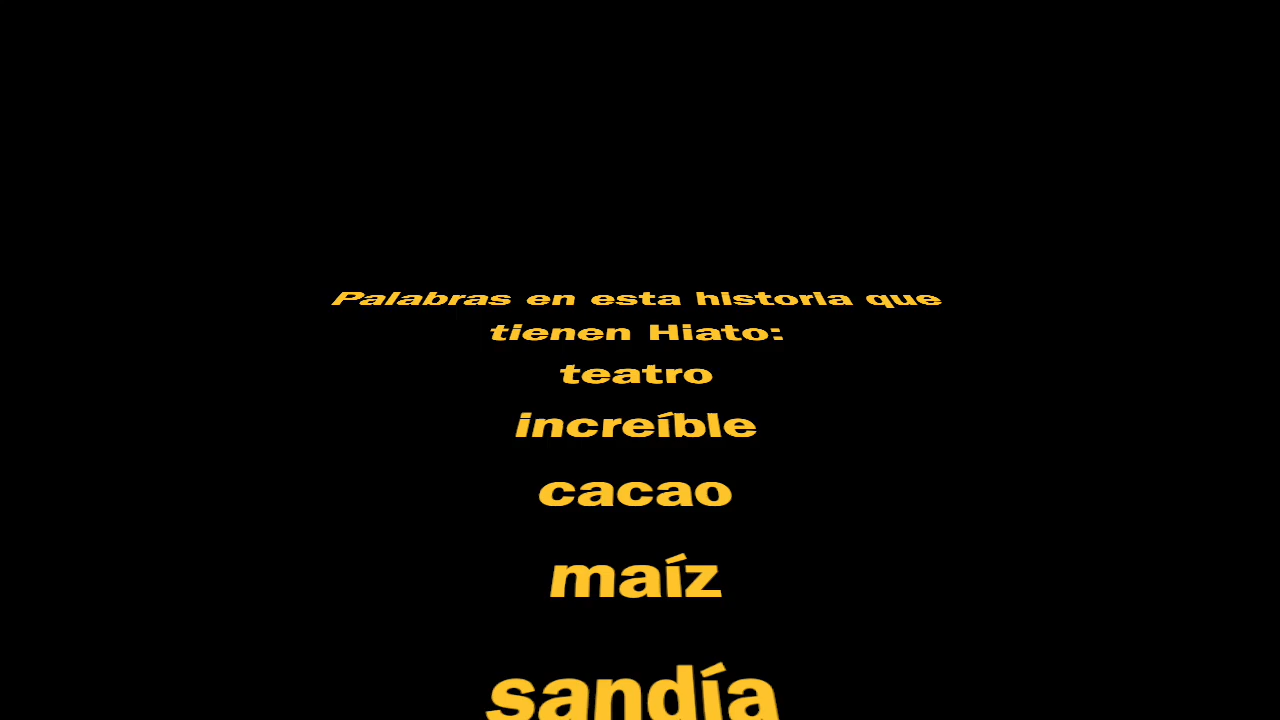 Palabras en esta historia que
tienen Hiato:
teatro
increíble
cacao
maíz
sandía